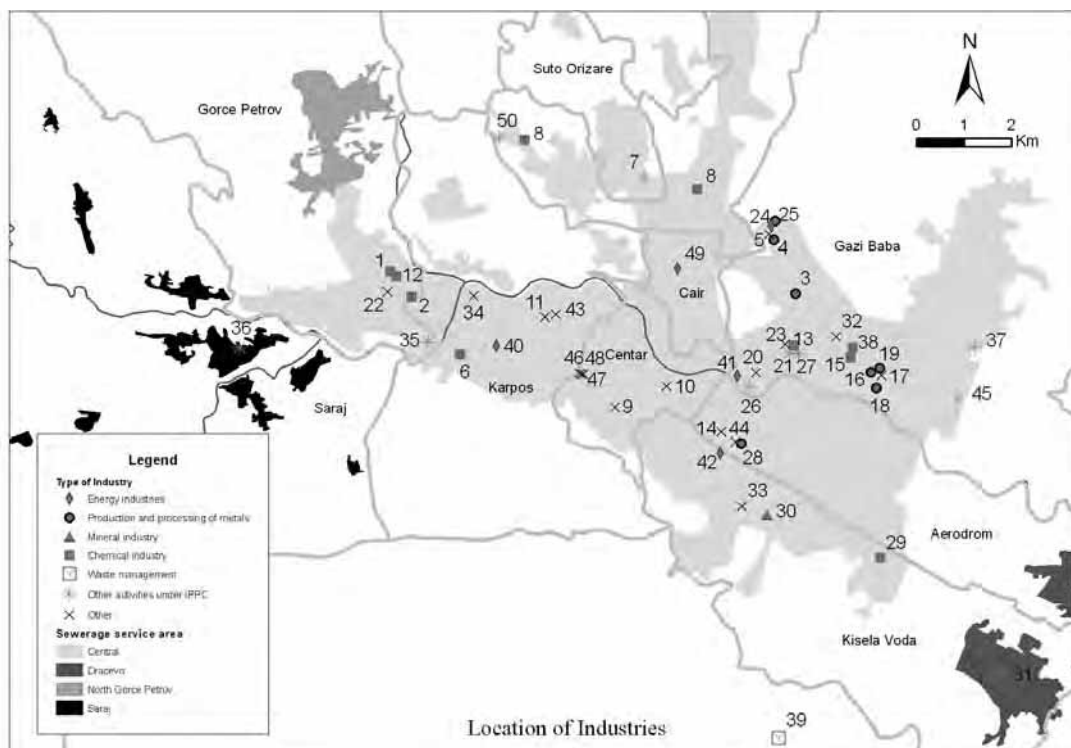 N
Suto Orizare
Gorce Petrov
0 1 2
Km
50
8
7
8
24 25
5 4
Gazi Baba
1
12
49
3
22
2
34
11 43
Cair
32
36
35
40
46 48
Centar
23 13
38
37
6
47
41 20
21 27
15
19
Karpos
10
16 17
45
Saraj
9
26
18
14 44
42
28
33
30
29
Aerodrom
Kisela Voda
31
39
Legend
Type of Industry
Energy industries
Production and processing of metals
Mineral industry
Chemical industry
Waste management
Other activities under IPPC
Other
Sewerage service area
Central
Dracevo
North Gorce Petrov
Saraj
Location of Industries